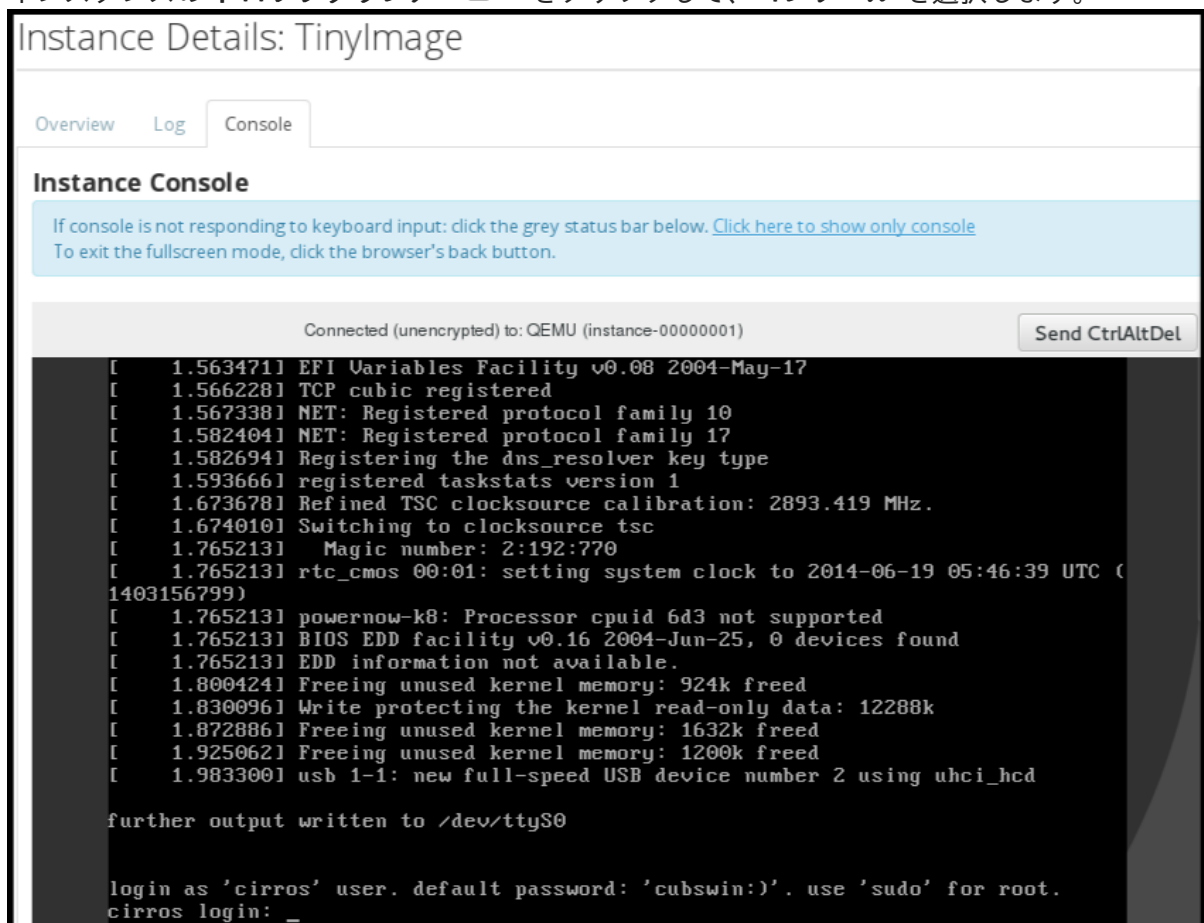 Instance Details: TinyImage
Overview Log Console
Instance Console
If console is not responding to keyboard input: click the grey status bar below. Click here to show only console
To exit the fullscreen mode, click the browser's back button.
Connected (unencrypted) to: QEMU (instance-00000001)
Send CtrlAltDel
[    1.563471] EFI Variables Facility v0.08 2004-May-17
[    1.566228] TCP cubic registered
[    1.567338] NET: Registered protocol family 10
[    1.582404] NET: Registered protocol family 17
[    1.582694] Registering the dns_resolver key type
[    1.593666] registered taskstats version 1
[    1.673678] Refined TSC clocksource calibration: 2893.419 MHz.
[    1.674010] Switching to clocksource tsc
[    1.765213]   Magic number: 2:192:770
[    1.765213] rtc_cmos 00:01: setting system clock to 2014-06-19 05:46:39 UTC (
1403156799)
[    1.765213] powernow-k8: Processor cpuid 6d3 not supported
[    1.765213] BIOS EDD facility v0.16 2004-Jun-25, 0 devices found
[    1.765213] EDD information not available.
[    1.800424] Freeing unused kernel memory: 924k freed
[    1.830096] Write protecting the kernel read-only data: 12288k
[    1.872886] Freeing unused kernel memory: 1632k freed
[    1.925062] Freeing unused kernel memory: 1200k freed
[    1.983300] usb 1-1: new full-speed USB device number 2 using uhci_hcd
further output written to /dev/ttyS0
login as 'cirros' user. default password: 'cubswin:)'. use 'sudo' for root.
cirros login: _